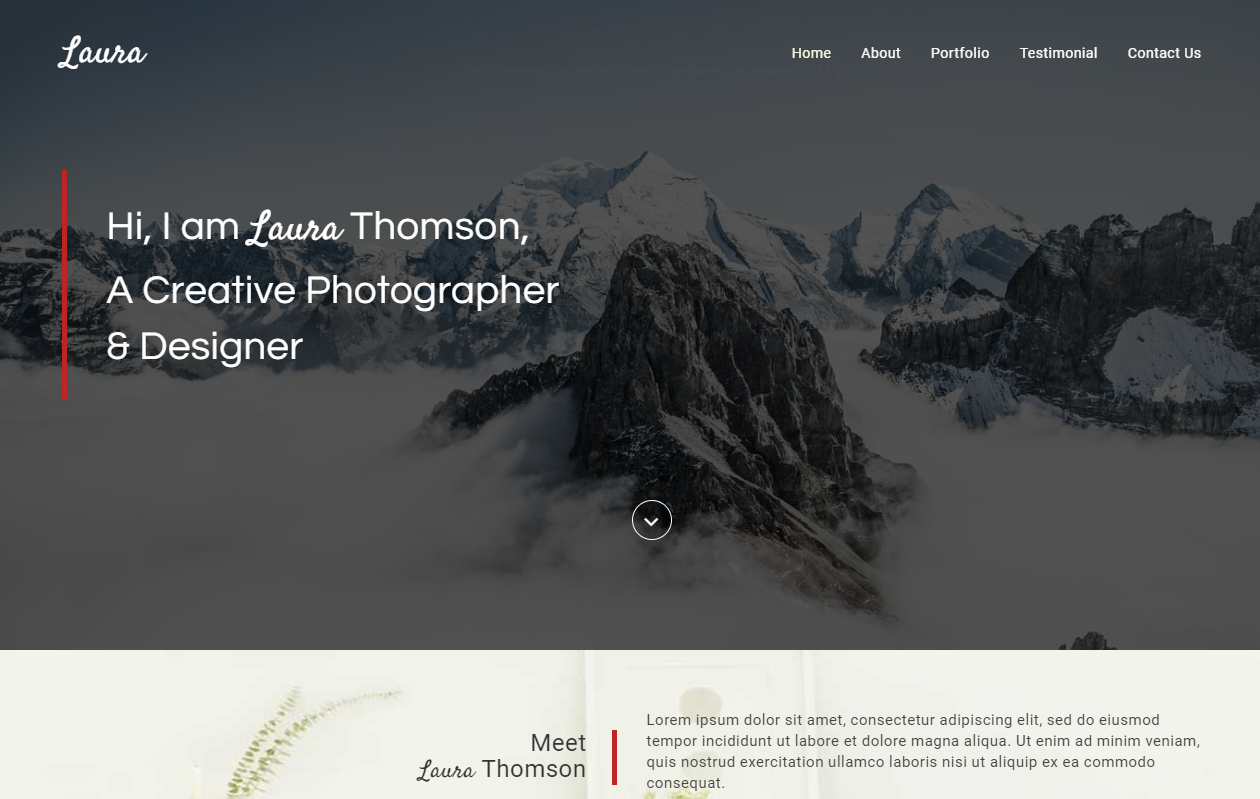 Laura
Home About Portfolio Testimonial Contact Us
Hi, I am Laura Thomson,
A Creative Photographer
& Designer
Meet
Laura Thomson
Lorem ipsum dolor sit amet, consectetur adipiscing elit, sed do eiusmod
tempor incididunt ut labore et dolore magna aliqua. Ut enim ad minim veniam,
quis nostrud exercitation ullamco laboris nisi ut aliquip ex ea commodo
consequat.